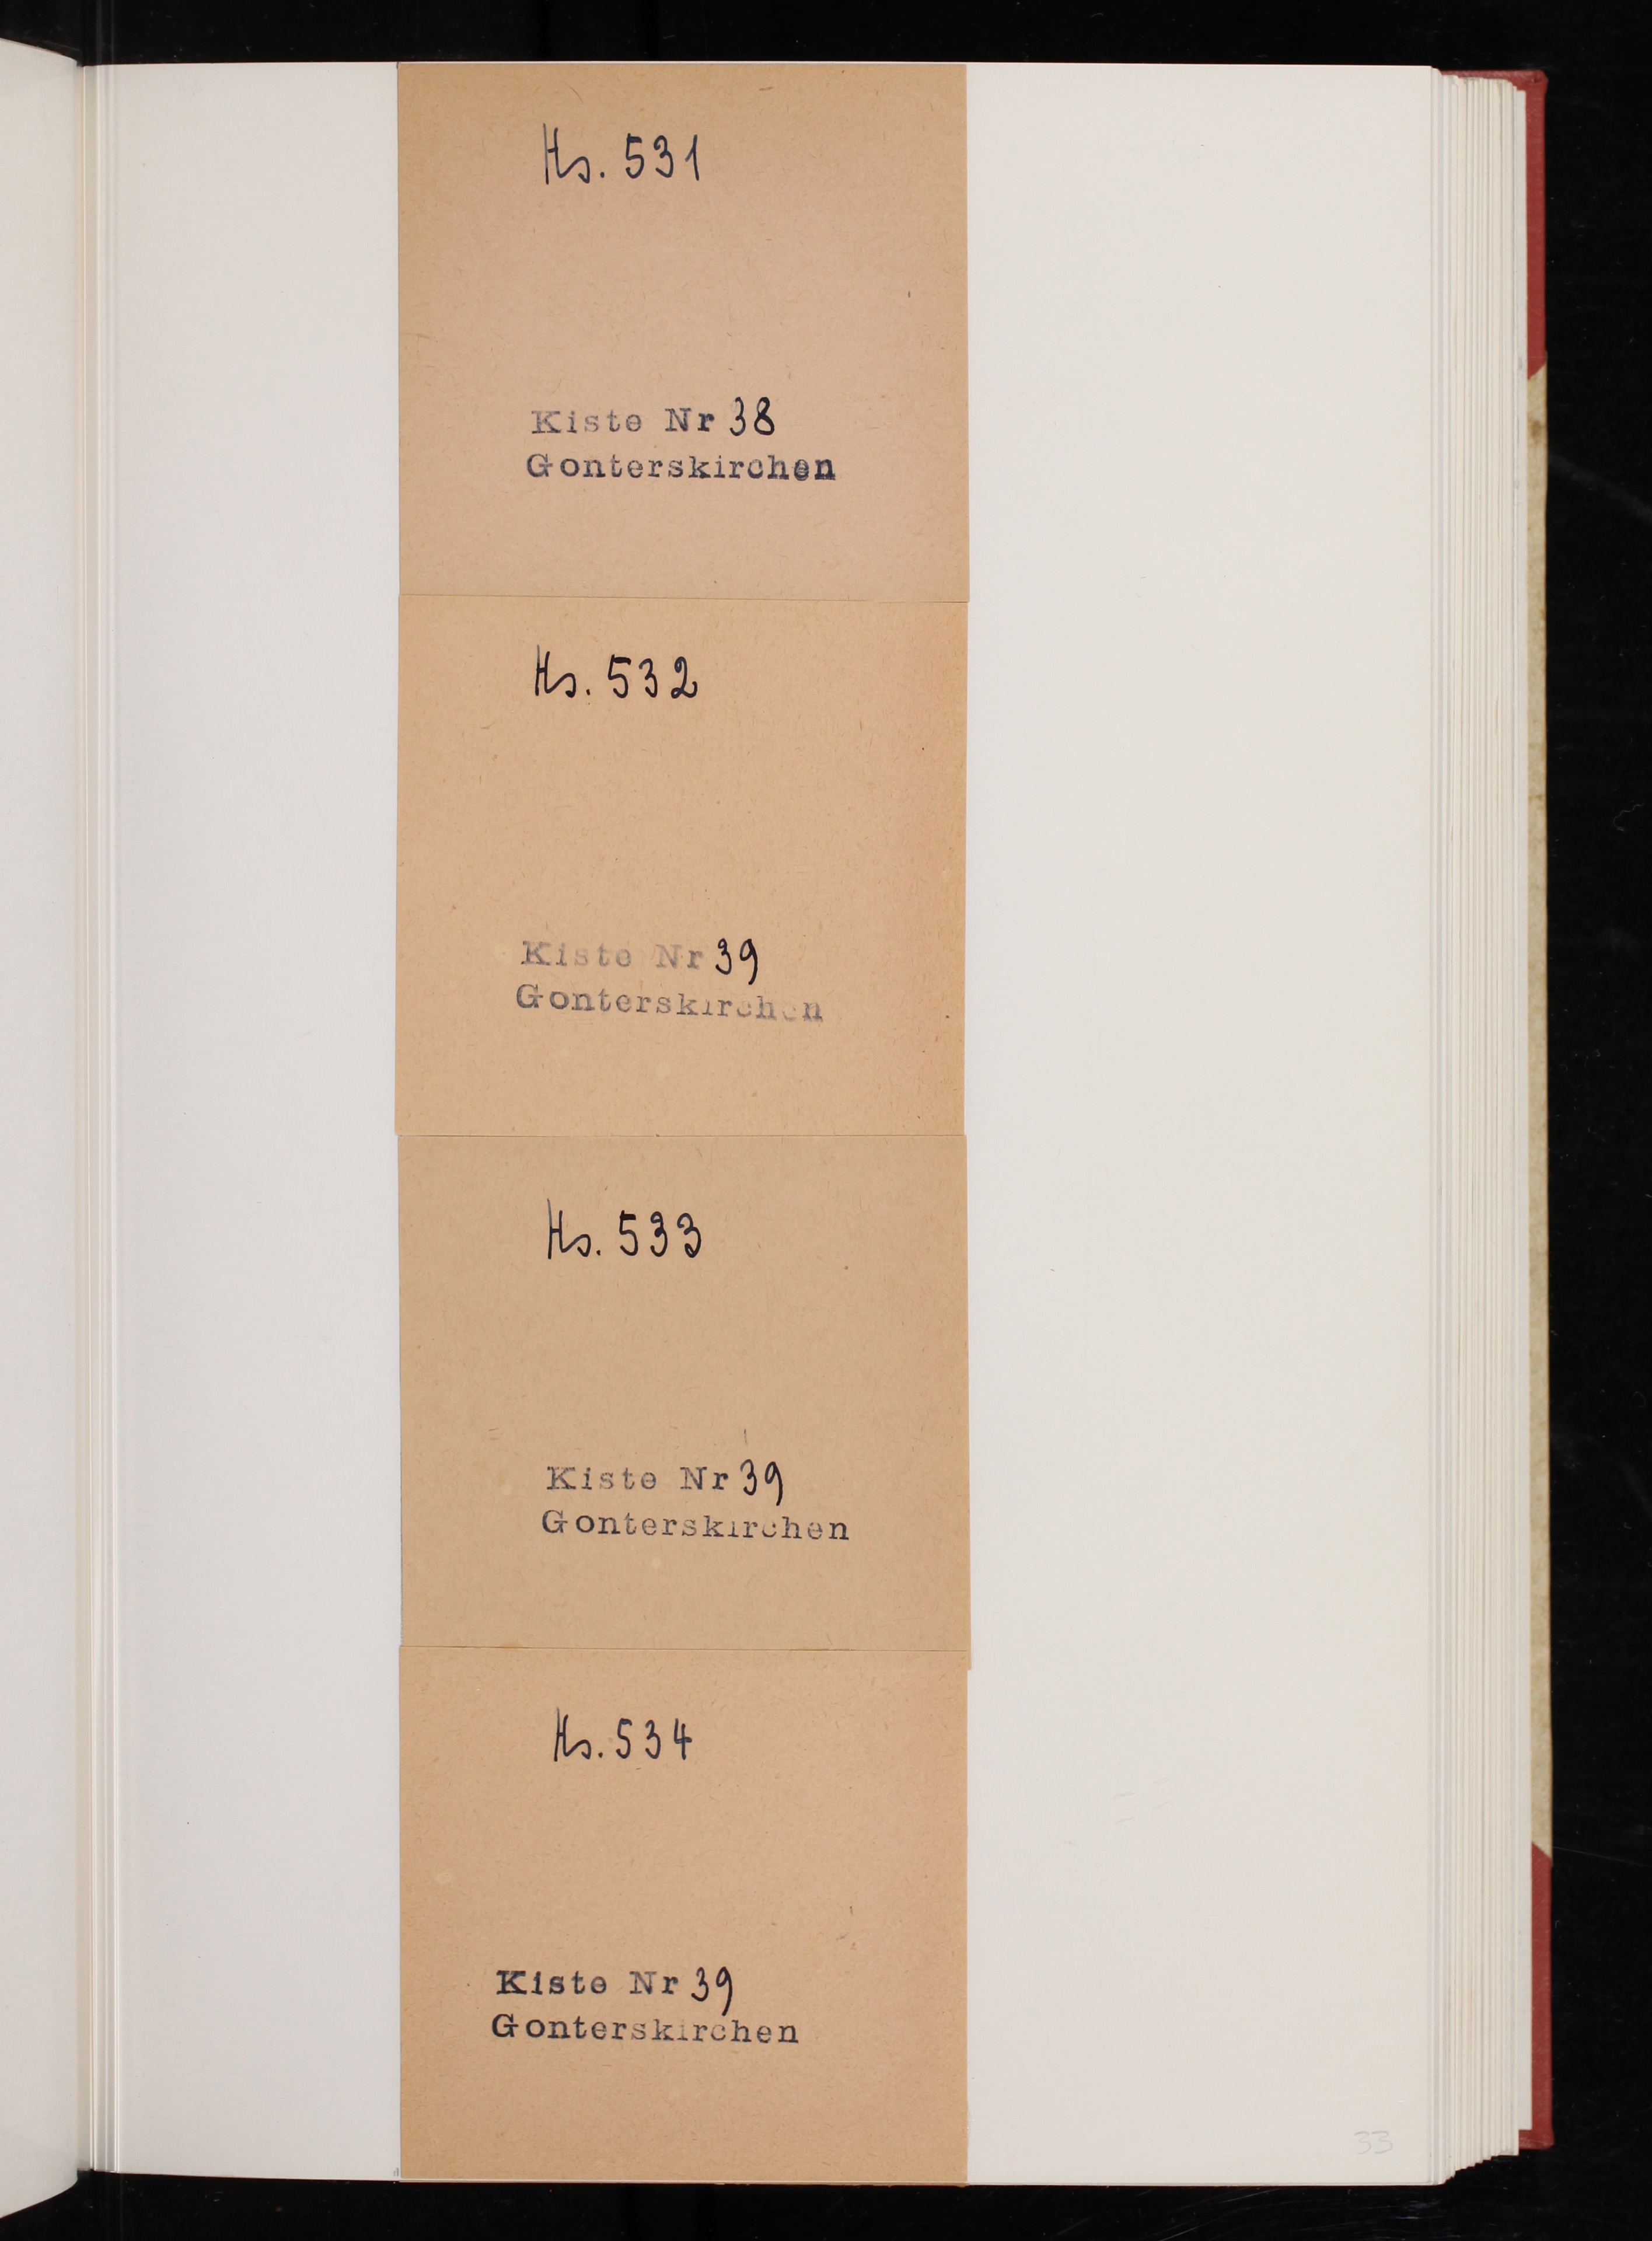 Hs. 531
Kiste Nr 38
Gonterskirchen
Hs. 532
Kiste Nr 39
Gonterskirchen
Hs. 533
Kiste Nr 39
Gonterskirchen
Hs. 534
Kiste Nr 39
Gonterskirchen
33